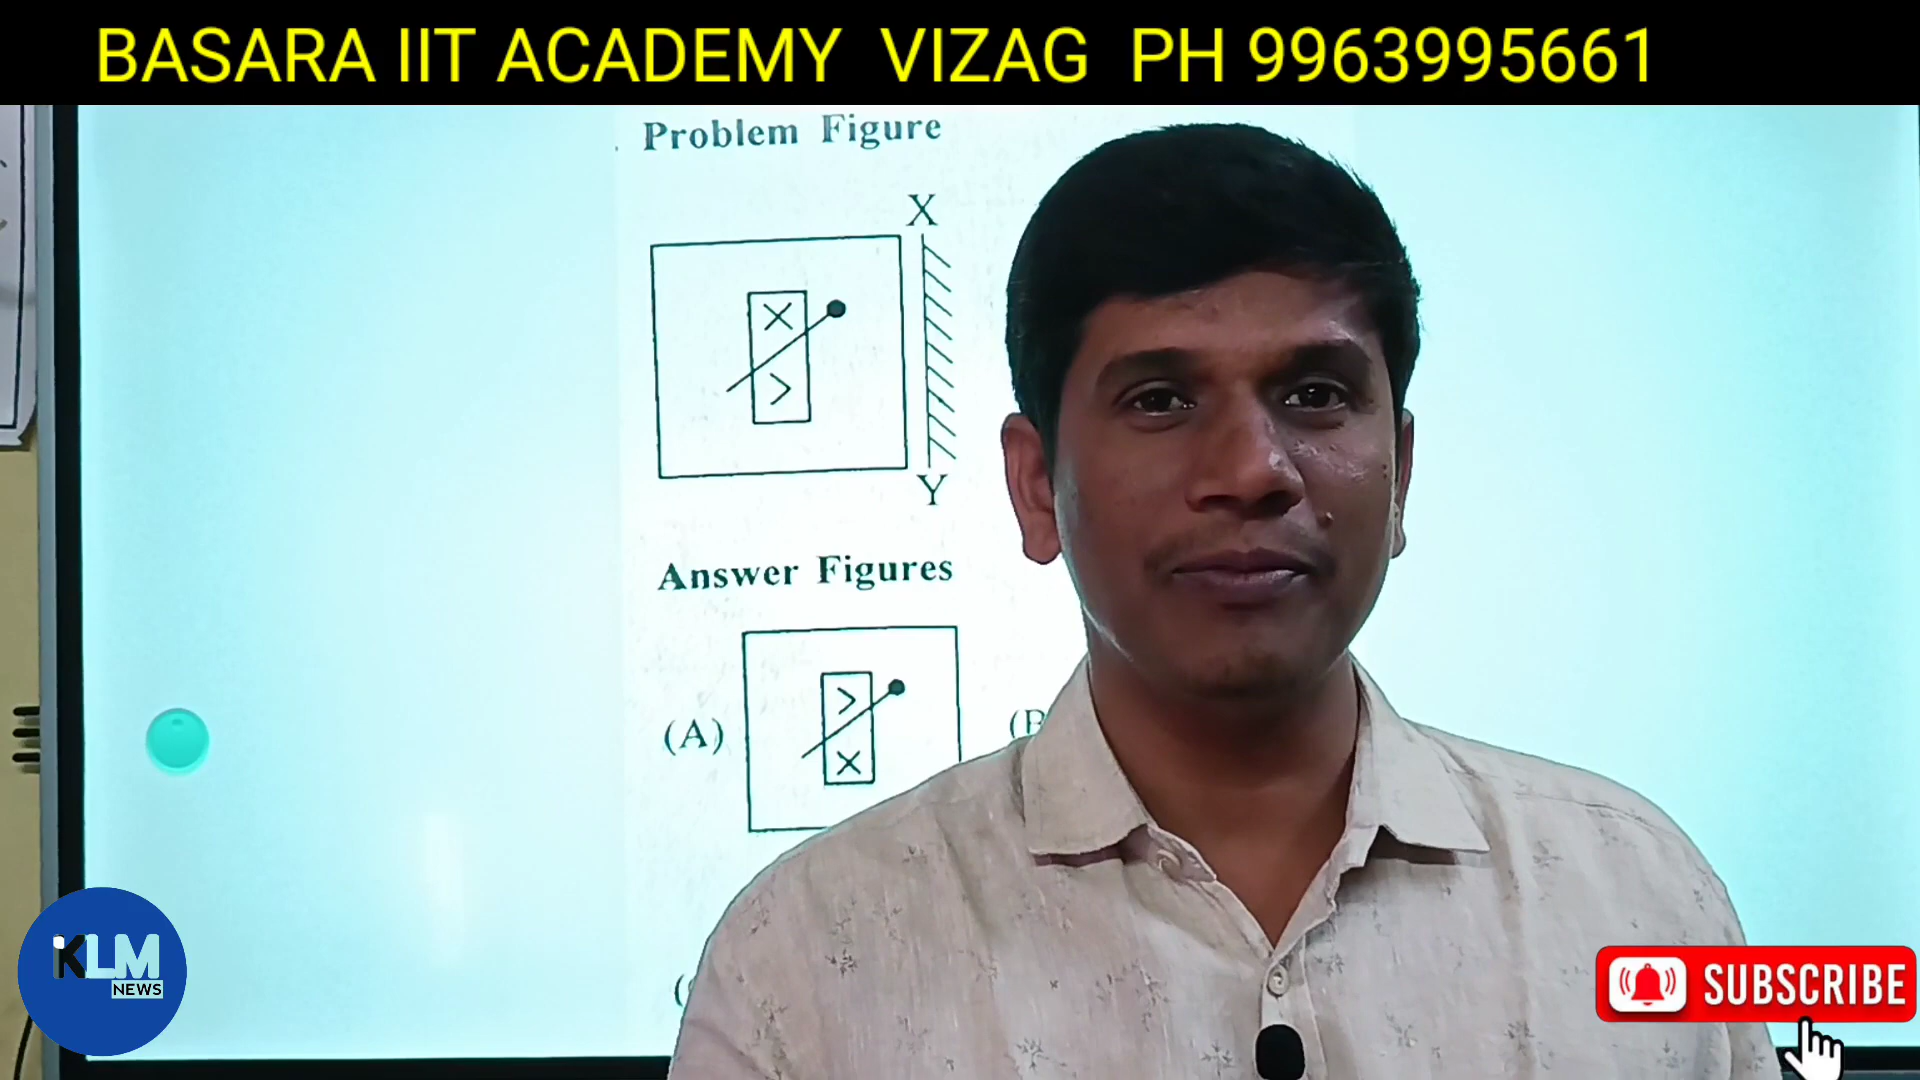 BASARA IIT ACADEMY VIZAG PH 9963995661
Problem Figure
X
Y
Answer Figures
(A)
KLM
NEWS
SUBSCRIBE